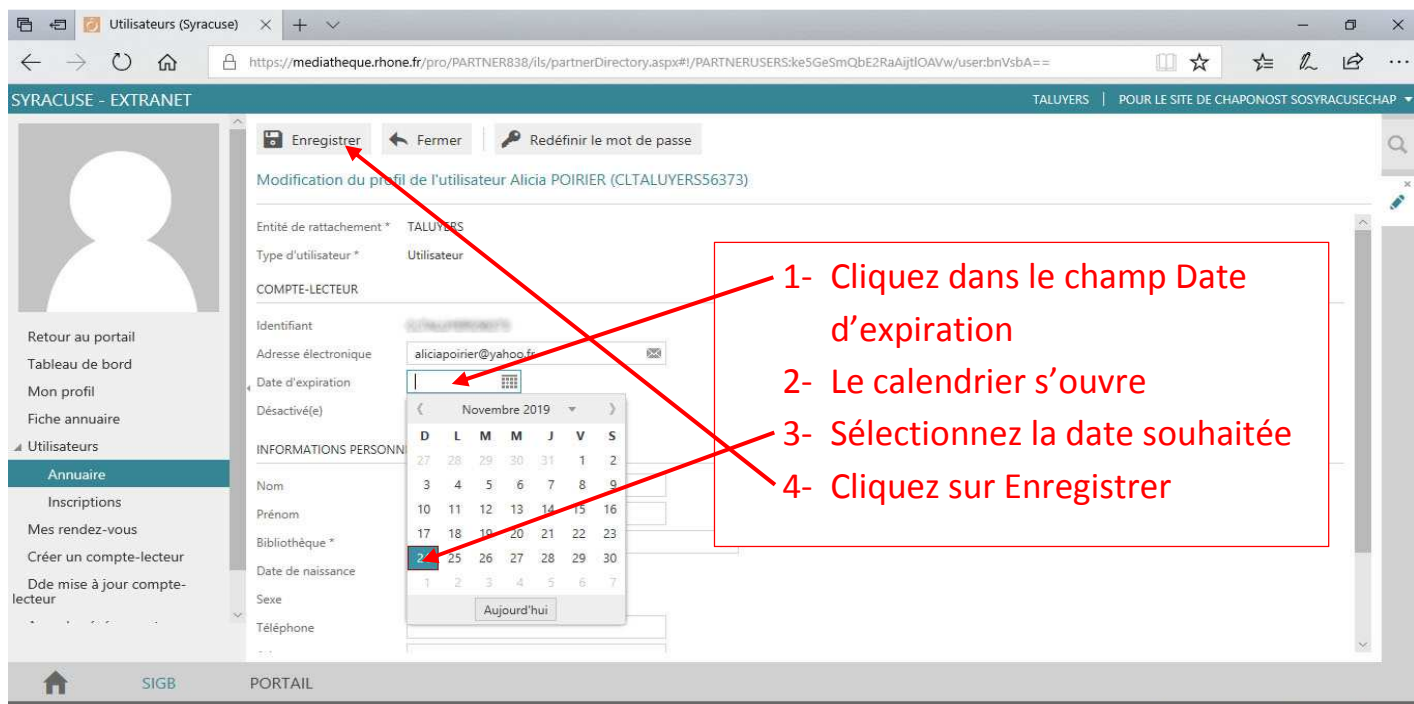 Utilisateurs (Syracuse)
https://mediatheque.rhone.fr/pro/PARTNER838/ils/partnerDirectory.aspx#!/PARTNERUSERS:ke5GeSmQbE2RaAijtlOAVw/user:bnVsbA==
SYRACUSE - EXTRANET
TALUYERS | POUR LE SITE DE CHAPONOST SOSYRACUSECHAP
Enregistrer
Fermer
Redéfinir le mot de passe
Modification du profil de l'utilisateur Alicia POIRIER (CLTALUYERS56373)
Entité de rattachement * TALUYERS
Type d'utilisateur * Utilisateur
COMPTE-LECTEUR
Identifiant
Adresse électronique aliciapoirier@yahoo.fr
Date d'expiration
Désactivé(e)
Novembre 2019
D L M M J V S
27 28 29 30 31 1 2
3 4 5 6 7 8 9
10 11 12 13 14 15 16
17 18 19 20 21 22 23
24 25 26 27 28 29 30
1 2 3 4 5 6 7
Aujourd'hui
INFORMATIONS PERSONN
Nom
Prénom
Bibliothèque *
Date de naissance
Sexe
Téléphone
Retour au portail
Tableau de bord
Mon profil
Fiche annuaire
Utilisateurs
Annuaire
Inscriptions
Mes rendez-vous
Créer un compte-lecteur
Dde mise à jour compte-
lecteur
1- Cliquez dans le champ Date
d’expiration
2- Le calendrier s’ouvre
3- Sélectionnez la date souhaitée
4- Cliquez sur Enregistrer
SIGB
PORTAIL